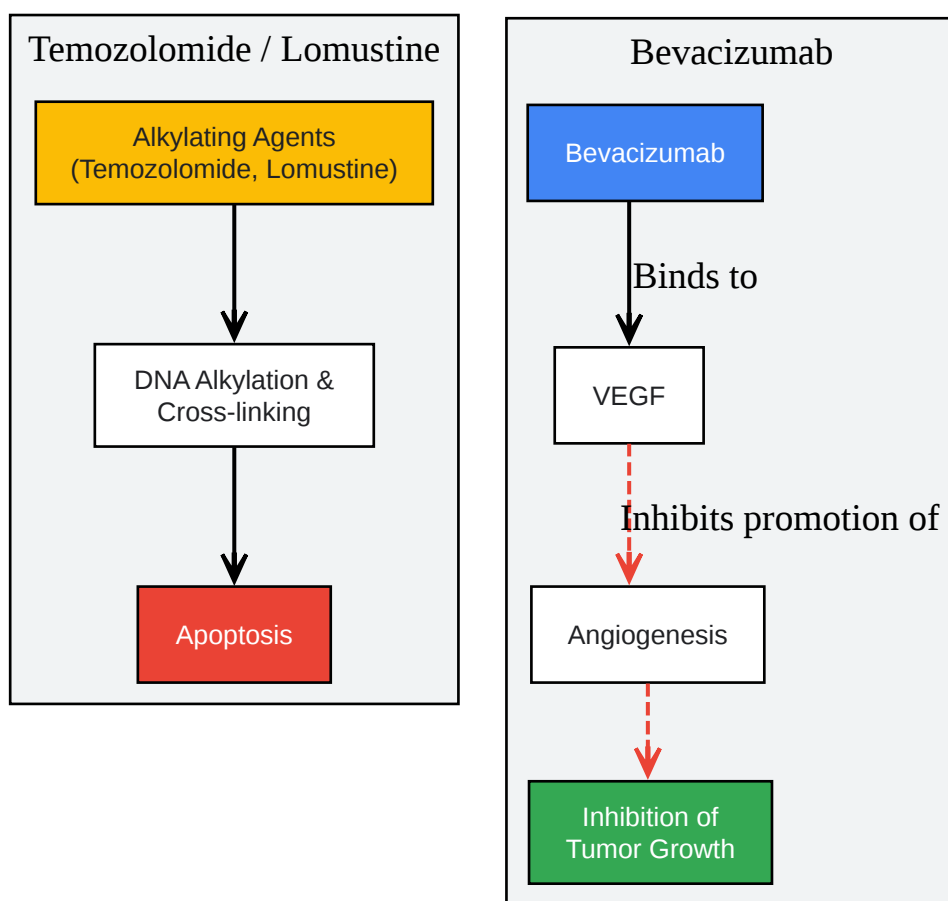 Temozolomide / Lomustine
Alkylating Agents
(Temozolomide, Lomustine)
DNA Alkylation &
Cross-linking
Apoptosis
Bevacizumab
Bevacizumab
Binds to
VEGF
Inhibits promotion of
Angiogenesis
Inhibition of
Tumor Growth